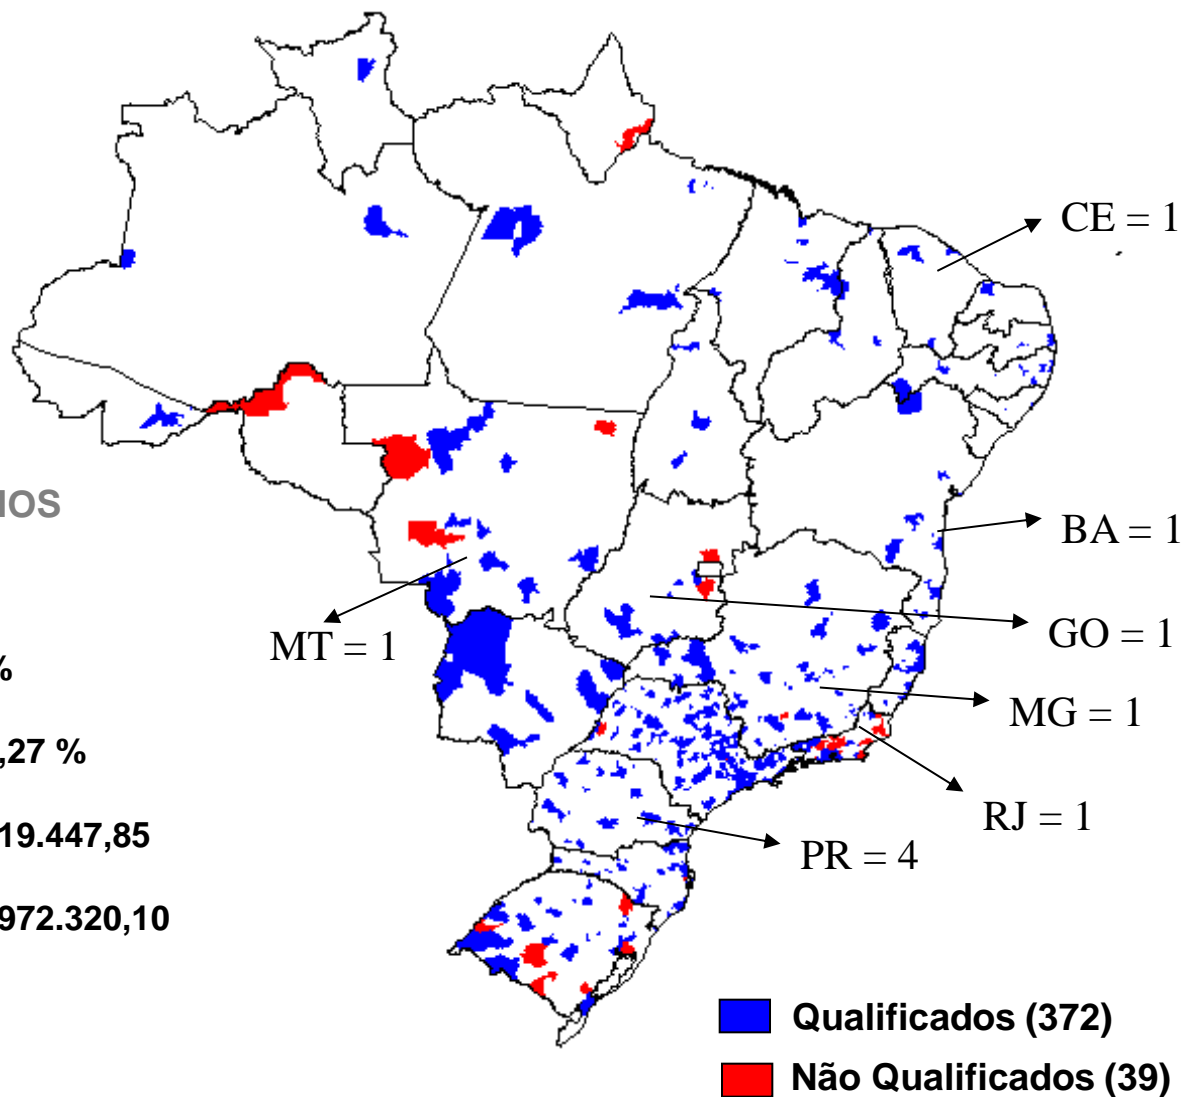 CE = 1
IOS
BA = 1
MT = 1
GO = 1
%
MG = 1
,27 %
RJ = 1
19.447,85
PR = 4
972.320,10
Qualificados (372)
Não Qualificados (39)